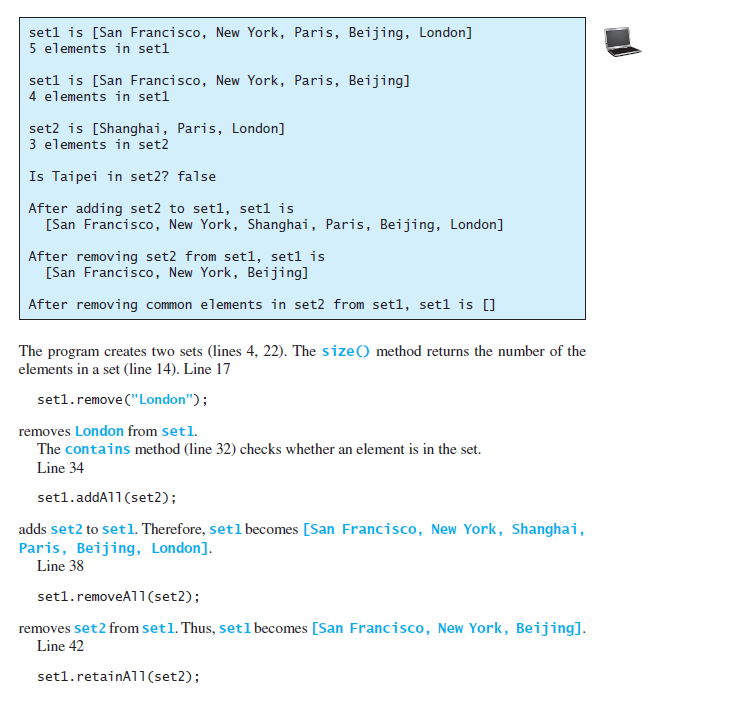 set1 is [San Francisco, New York, Paris, Beijing, London]
5 elements in set1
set1 is [San Francisco, New York, Paris, Beijing]
4 elements in set1
set2 is [Shanghai, Paris, London]
3 elements in set2
Is Taipei in set2? false
After adding set2 to set1, set1 is
[San Francisco, New York, Shanghai, Paris, Beijing, London]
After removing set2 from set1, set1 is
[San Francisco, New York, Beijing]
After removing common elements in set2 from set1, set1 is []
The program creates two sets (lines 4, 22). The size() method returns the number of the
elements in a set (line 14). Line 17
set1.remove("London");
removes London from set1.
The contains method (line 32) checks whether an element is in the set.
Line 34
set1.addAll(set2);
adds set2 to set1. Therefore, set1 becomes [San Francisco, New York, Shanghai,
Paris, Beijing, London].
Line 38
set1.removeAll(set2);
removes set2 from set1. Thus, set1 becomes [San Francisco, New York, Beijing].
Line 42
set1.retainAll(set2);